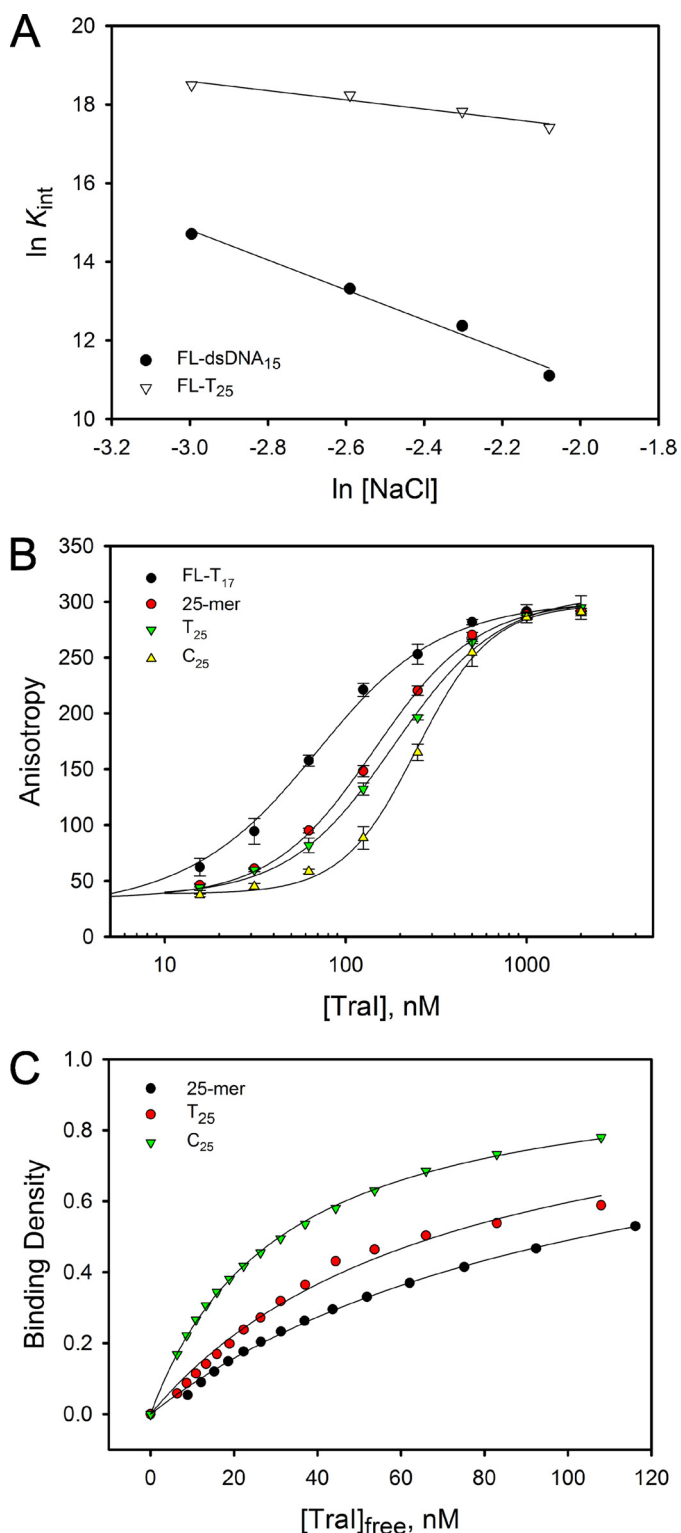 A
20
18
16
14
12
10
ln K_int
FL-dsDNA₁₅
FL-T₂₅
-3.2 -3.0 -2.8 -2.6 -2.4 -2.2 -2.0 -1.8
ln [NaCl]
B
350
300
250
200
150
100
50
0
Anisotropy
FL-T₁₇
25-mer
T₂₅
C₂₅
10 100 1000
[TraI], nM
C
1.0
0.8
0.6
0.4
0.2
0.0
Binding Density
25-mer
T₂₅
C₂₅
0 20 40 60 80 100 120
[TraI]free, nM